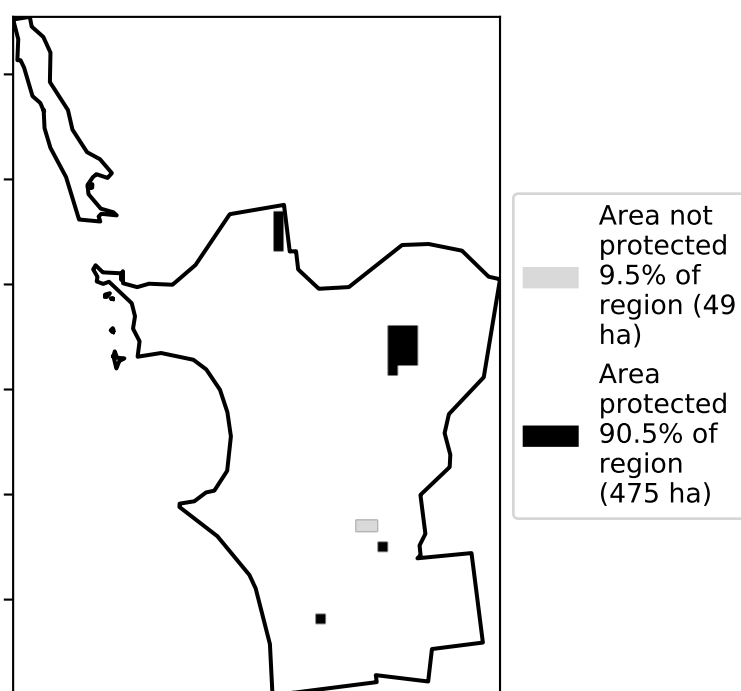 Area not
protected
9.5% of
region (49
ha)
Area
protected
90.5% of
region
(475 ha)